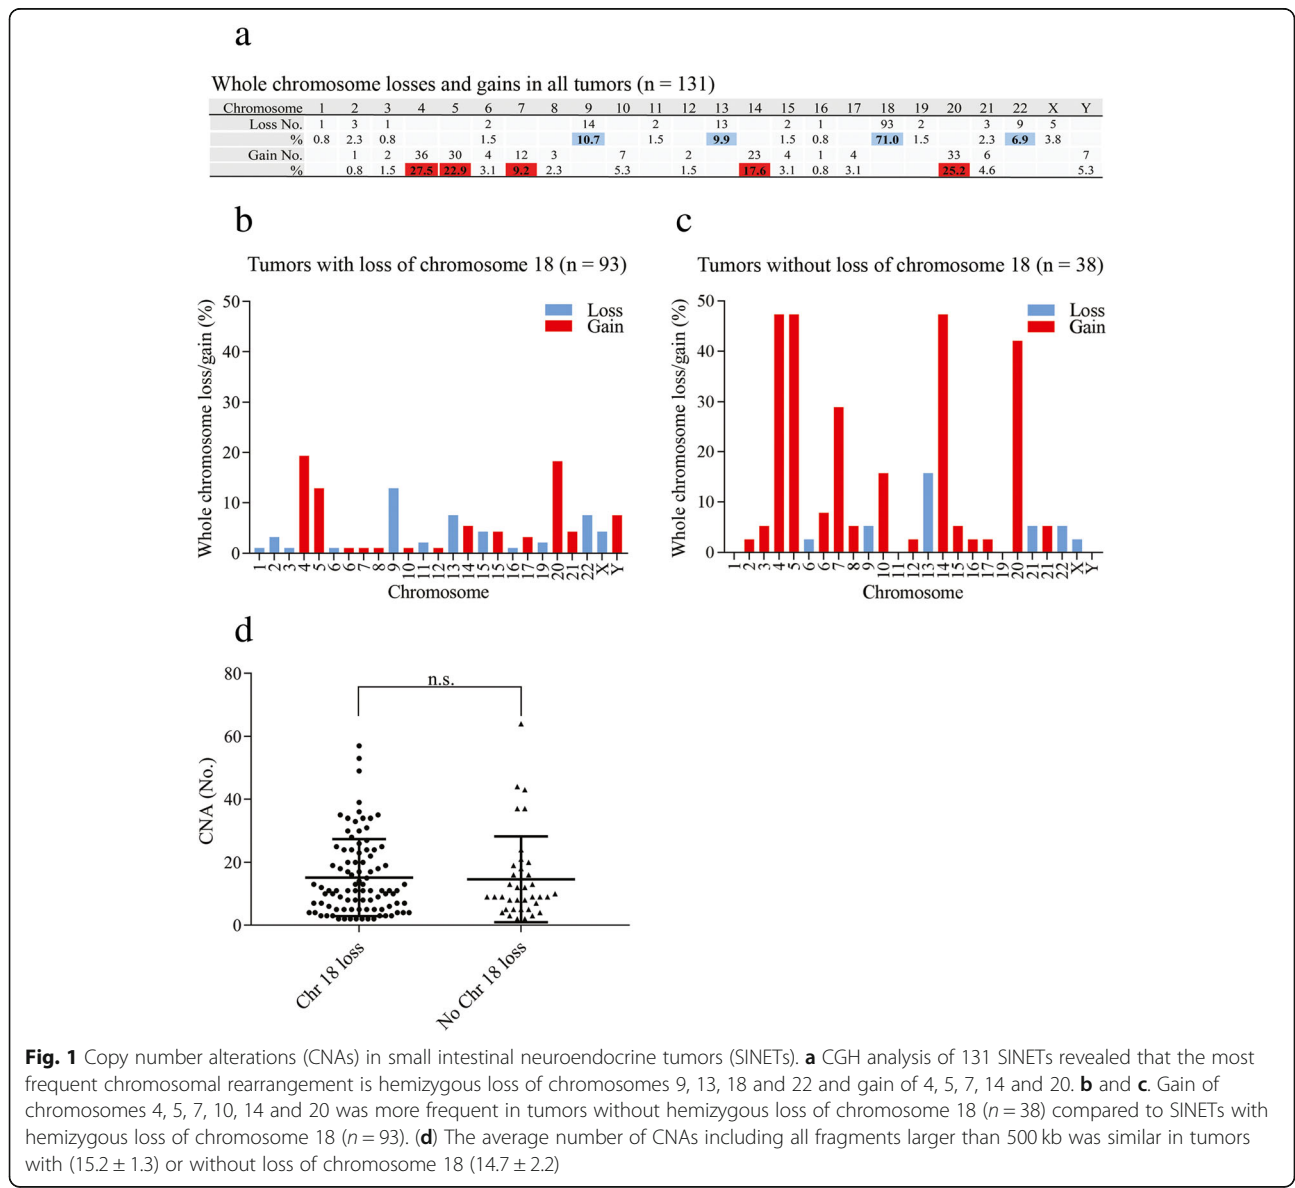 a
Whole chromosome losses and gains in all tumors (n = 131)
Chromosome 1 2 3 4 5 6 7 8 9 10 11 12 13 14 15 16 17 18 19 20 21 22 X Y
Loss No. 1 3 1 2 14 2 13 2 1 93 2 3 9 5
% 0.8 2.3 0.8 1.5 10.7 1.5 9.9 1.5 0.8 71.0 1.5 2.3 6.9 3.8
Gain No. 1 2 36 30 4 12 3 7 2 23 4 1 4 33 6 7
% 0.8 1.5 27.5 22.9 3.1 9.2 2.3 5.3 1.5 17.6 3.1 0.8 3.1 25.2 4.6 5.3
b
Tumors with loss of chromosome 18 (n = 93)
Whole chromosome loss/gain (%)
50
40
30
20
10
0
Loss
Gain
1 2 3 4 5 6 6 7 8 9 10 11 12 13 14 15 15 16 17 19 20 21 22 X Y
Chromosome
c
Tumors without loss of chromosome 18 (n = 38)
Whole chromosome loss/gain (%)
50
40
30
20
10
0
Loss
Gain
1 2 3 4 5 6 6 7 8 9 10 11 12 13 14 15 16 17 19 20 21 21 22 X Y
Chromosome
d
CNA (No.)
80
60
40
20
0
n.s.
Chr 18 loss
No Chr 18 loss
Fig. 1 Copy number alterations (CNAs) in small intestinal neuroendocrine tumors (SINETs). a CGH analysis of 131 SINETs revealed that the most
frequent chromosomal rearrangement is hemizygous loss of chromosomes 9, 13, 18 and 22 and gain of 4, 5, 7, 14 and 20. b and c. Gain of
chromosomes 4, 5, 7, 10, 14 and 20 was more frequent in tumors without hemizygous loss of chromosome 18 (n = 38) compared to SINETs with
hemizygous loss of chromosome 18 (n = 93). (d) The average number of CNAs including all fragments larger than 500 kb was similar in tumors
with (15.2 ± 1.3) or without loss of chromosome 18 (14.7 ± 2.2)